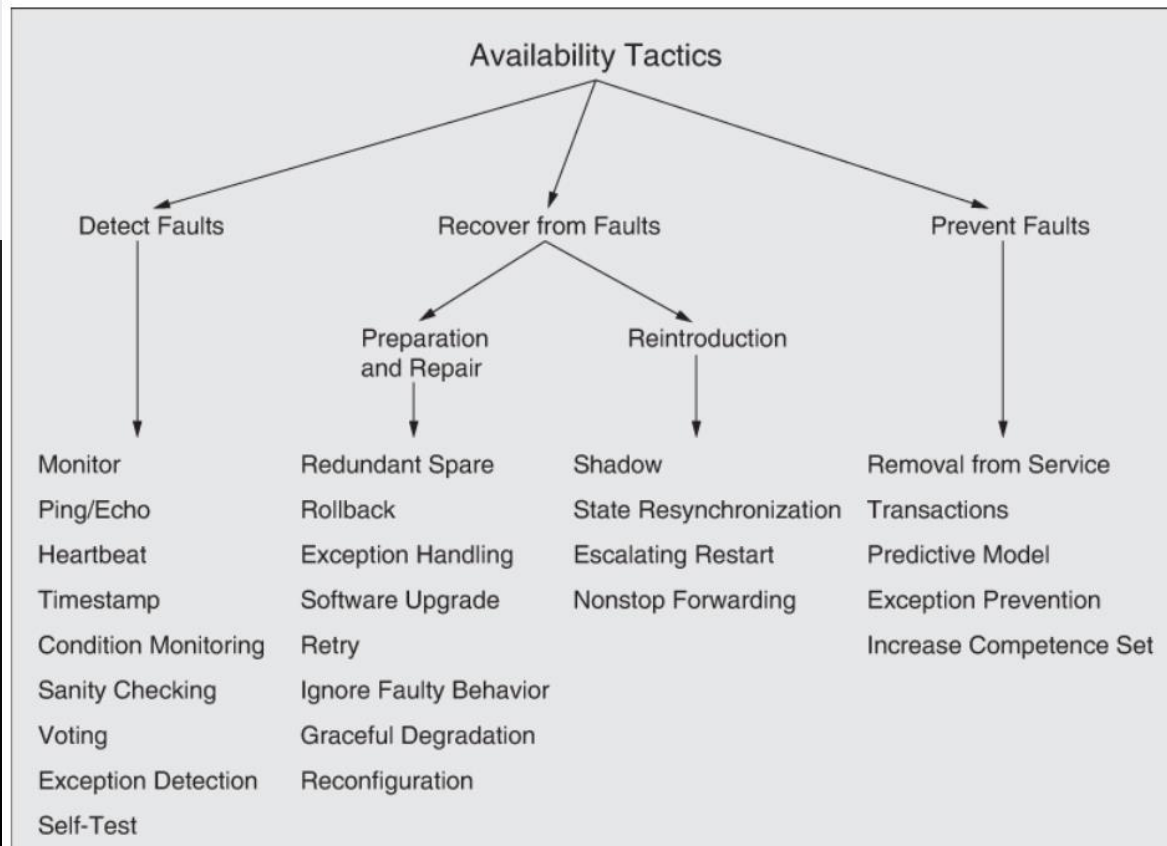 Availability Tactics
Detect Faults
Recover from Faults
Prevent Faults
Preparation
and Repair
Reintroduction
Monitor
Ping/Echo
Heartbeat
Timestamp
Condition Monitoring
Sanity Checking
Voting
Exception Detection
Self-Test
Redundant Spare
Rollback
Exception Handling
Software Upgrade
Retry
Ignore Faulty Behavior
Graceful Degradation
Reconfiguration
Shadow
State Resynchronization
Escalating Restart
Nonstop Forwarding
Removal from Service
Transactions
Predictive Model
Exception Prevention
Increase Competence Set